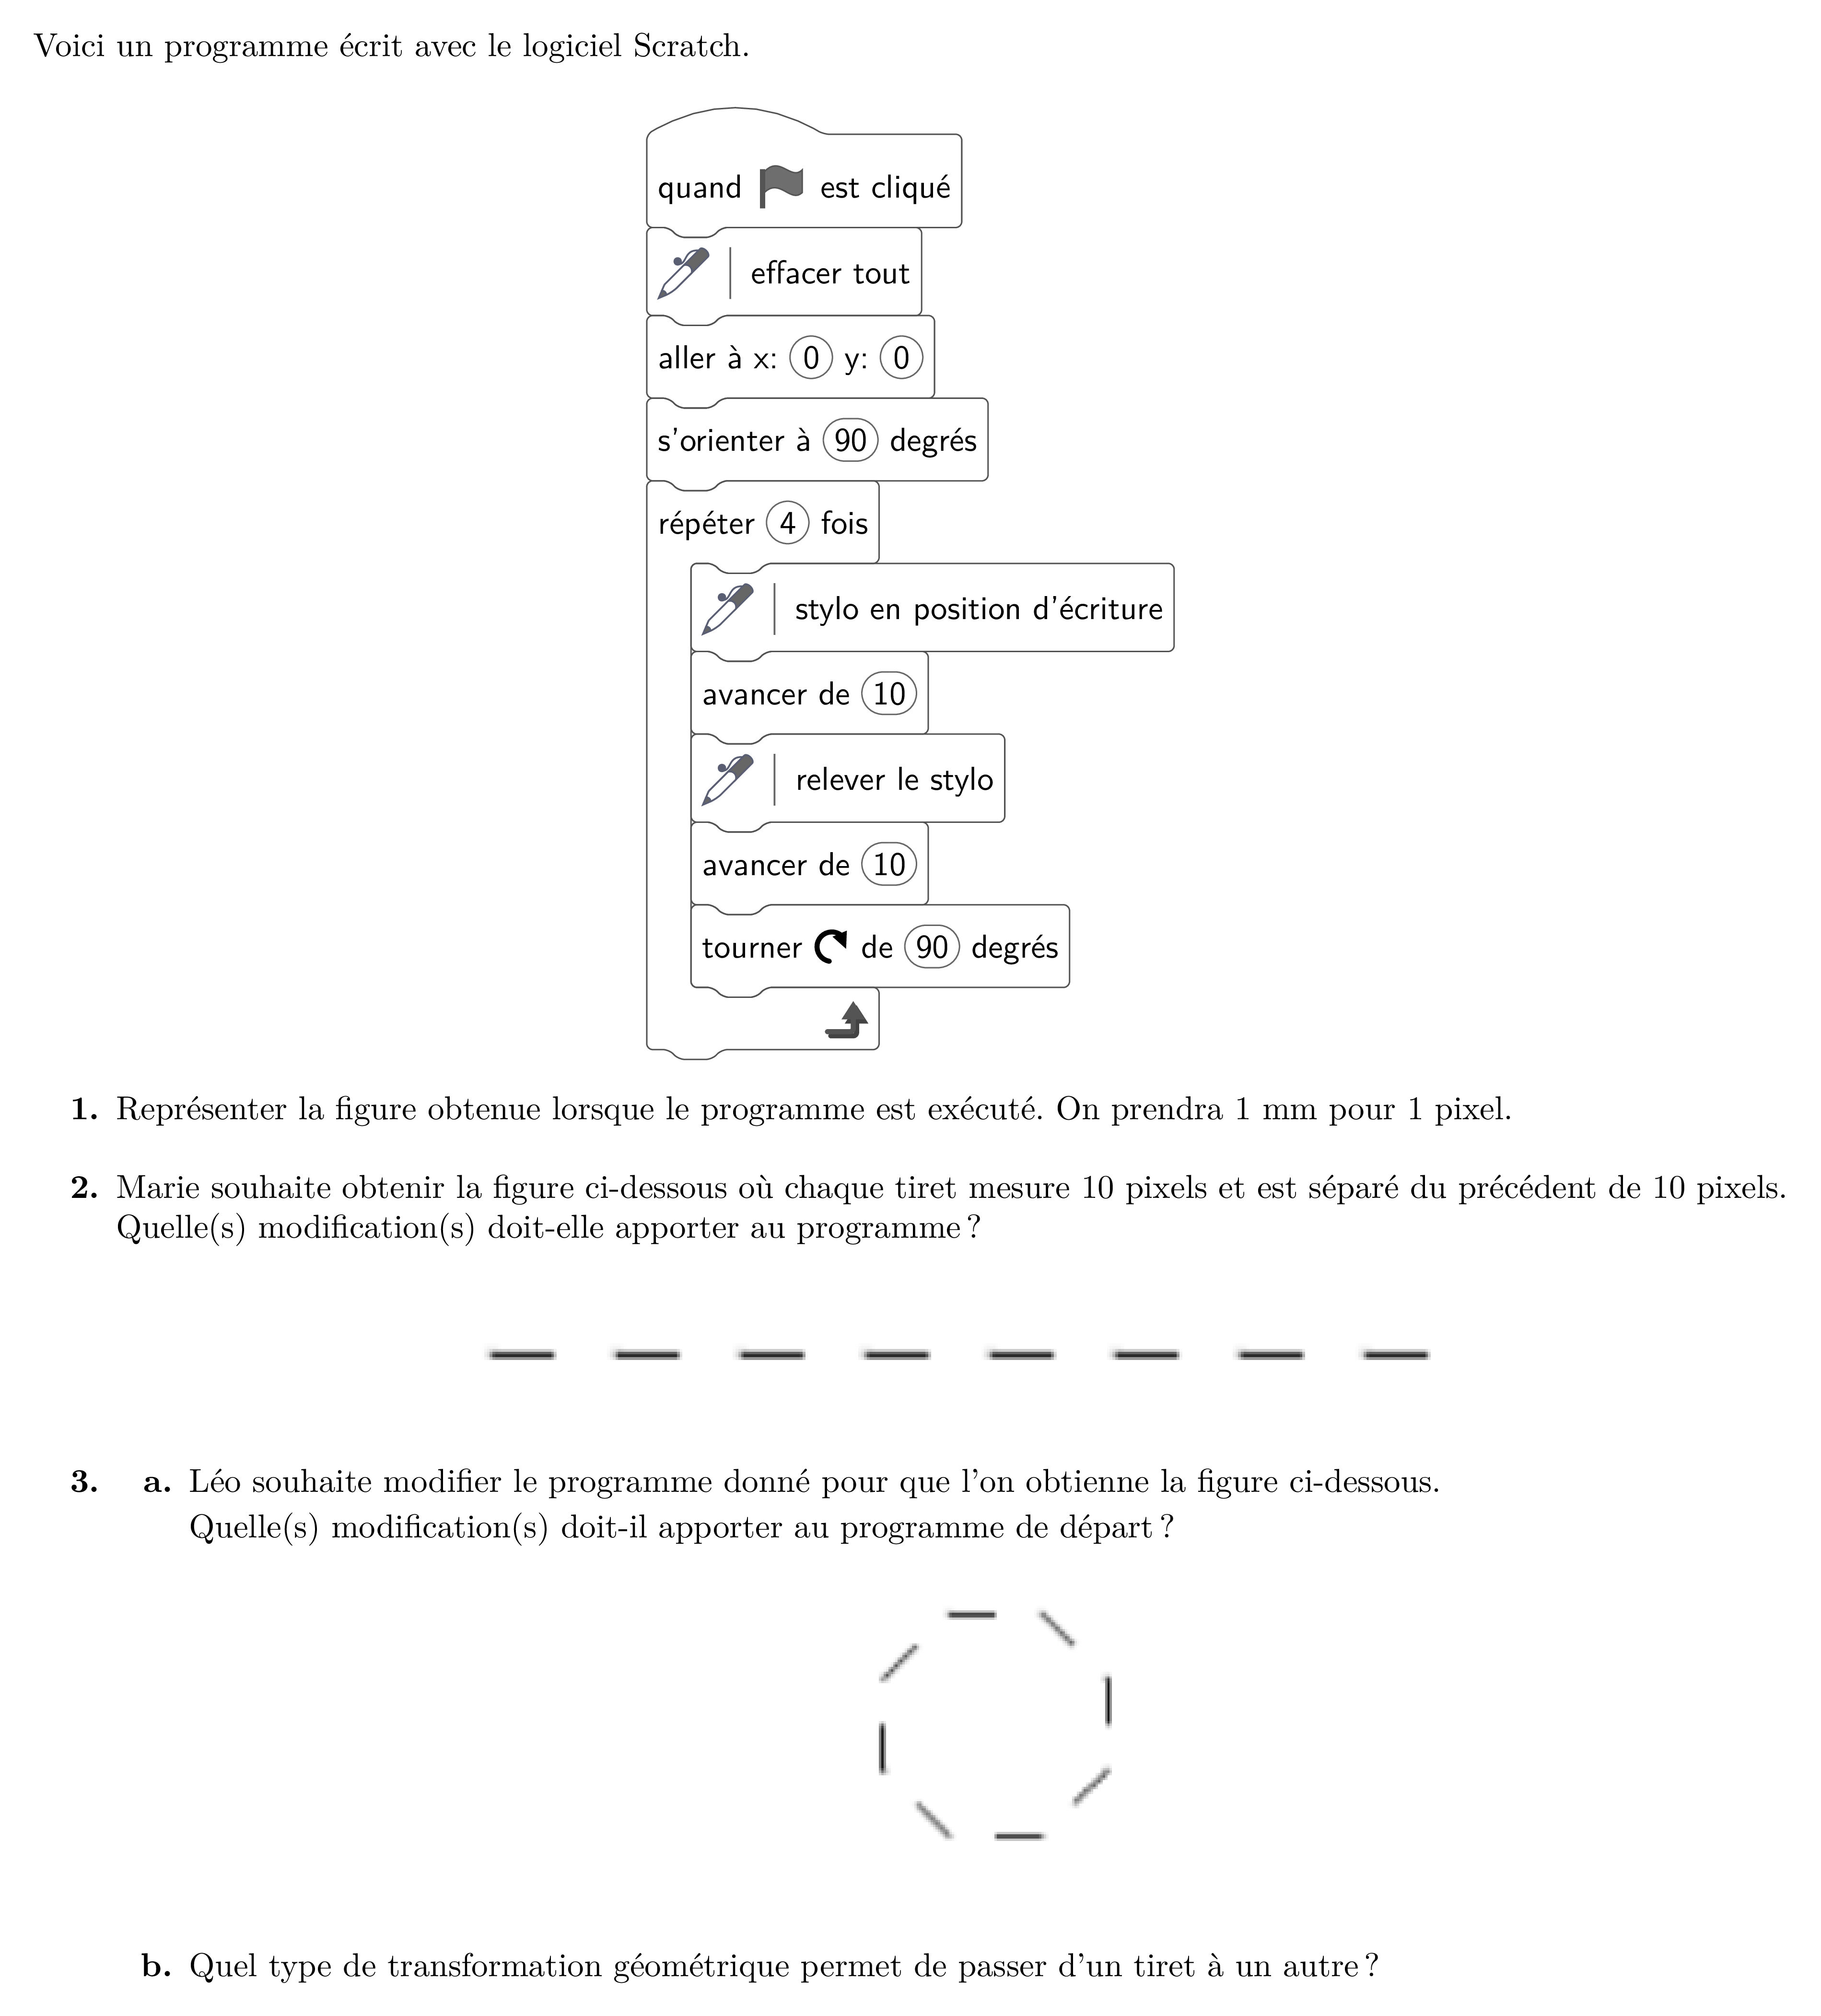 Voici un programme écrit avec le logiciel Scratch.
quand est cliqué
effacer tout
aller à x: 0 y: 0
s'orienter à 90 degrés
répéter 4 fois
stylo en position d'écriture
avancer de 10
relever le stylo
avancer de 10
tourner de 90 degrés
1. Représenter la figure obtenue lorsque le programme est exécuté. On prendra 1 mm pour 1 pixel.
2. Marie souhaite obtenir la figure ci-dessous où chaque tiret mesure 10 pixels et est séparé du précédent de 10 pixels.
Quelle(s) modification(s) doit-elle apporter au programme ?
3. a. Léo souhaite modifier le programme donné pour que l'on obtienne la figure ci-dessous.
Quelle(s) modification(s) doit-il apporter au programme de départ ?
b. Quel type de transformation géométrique permet de passer d'un tiret à un autre ?